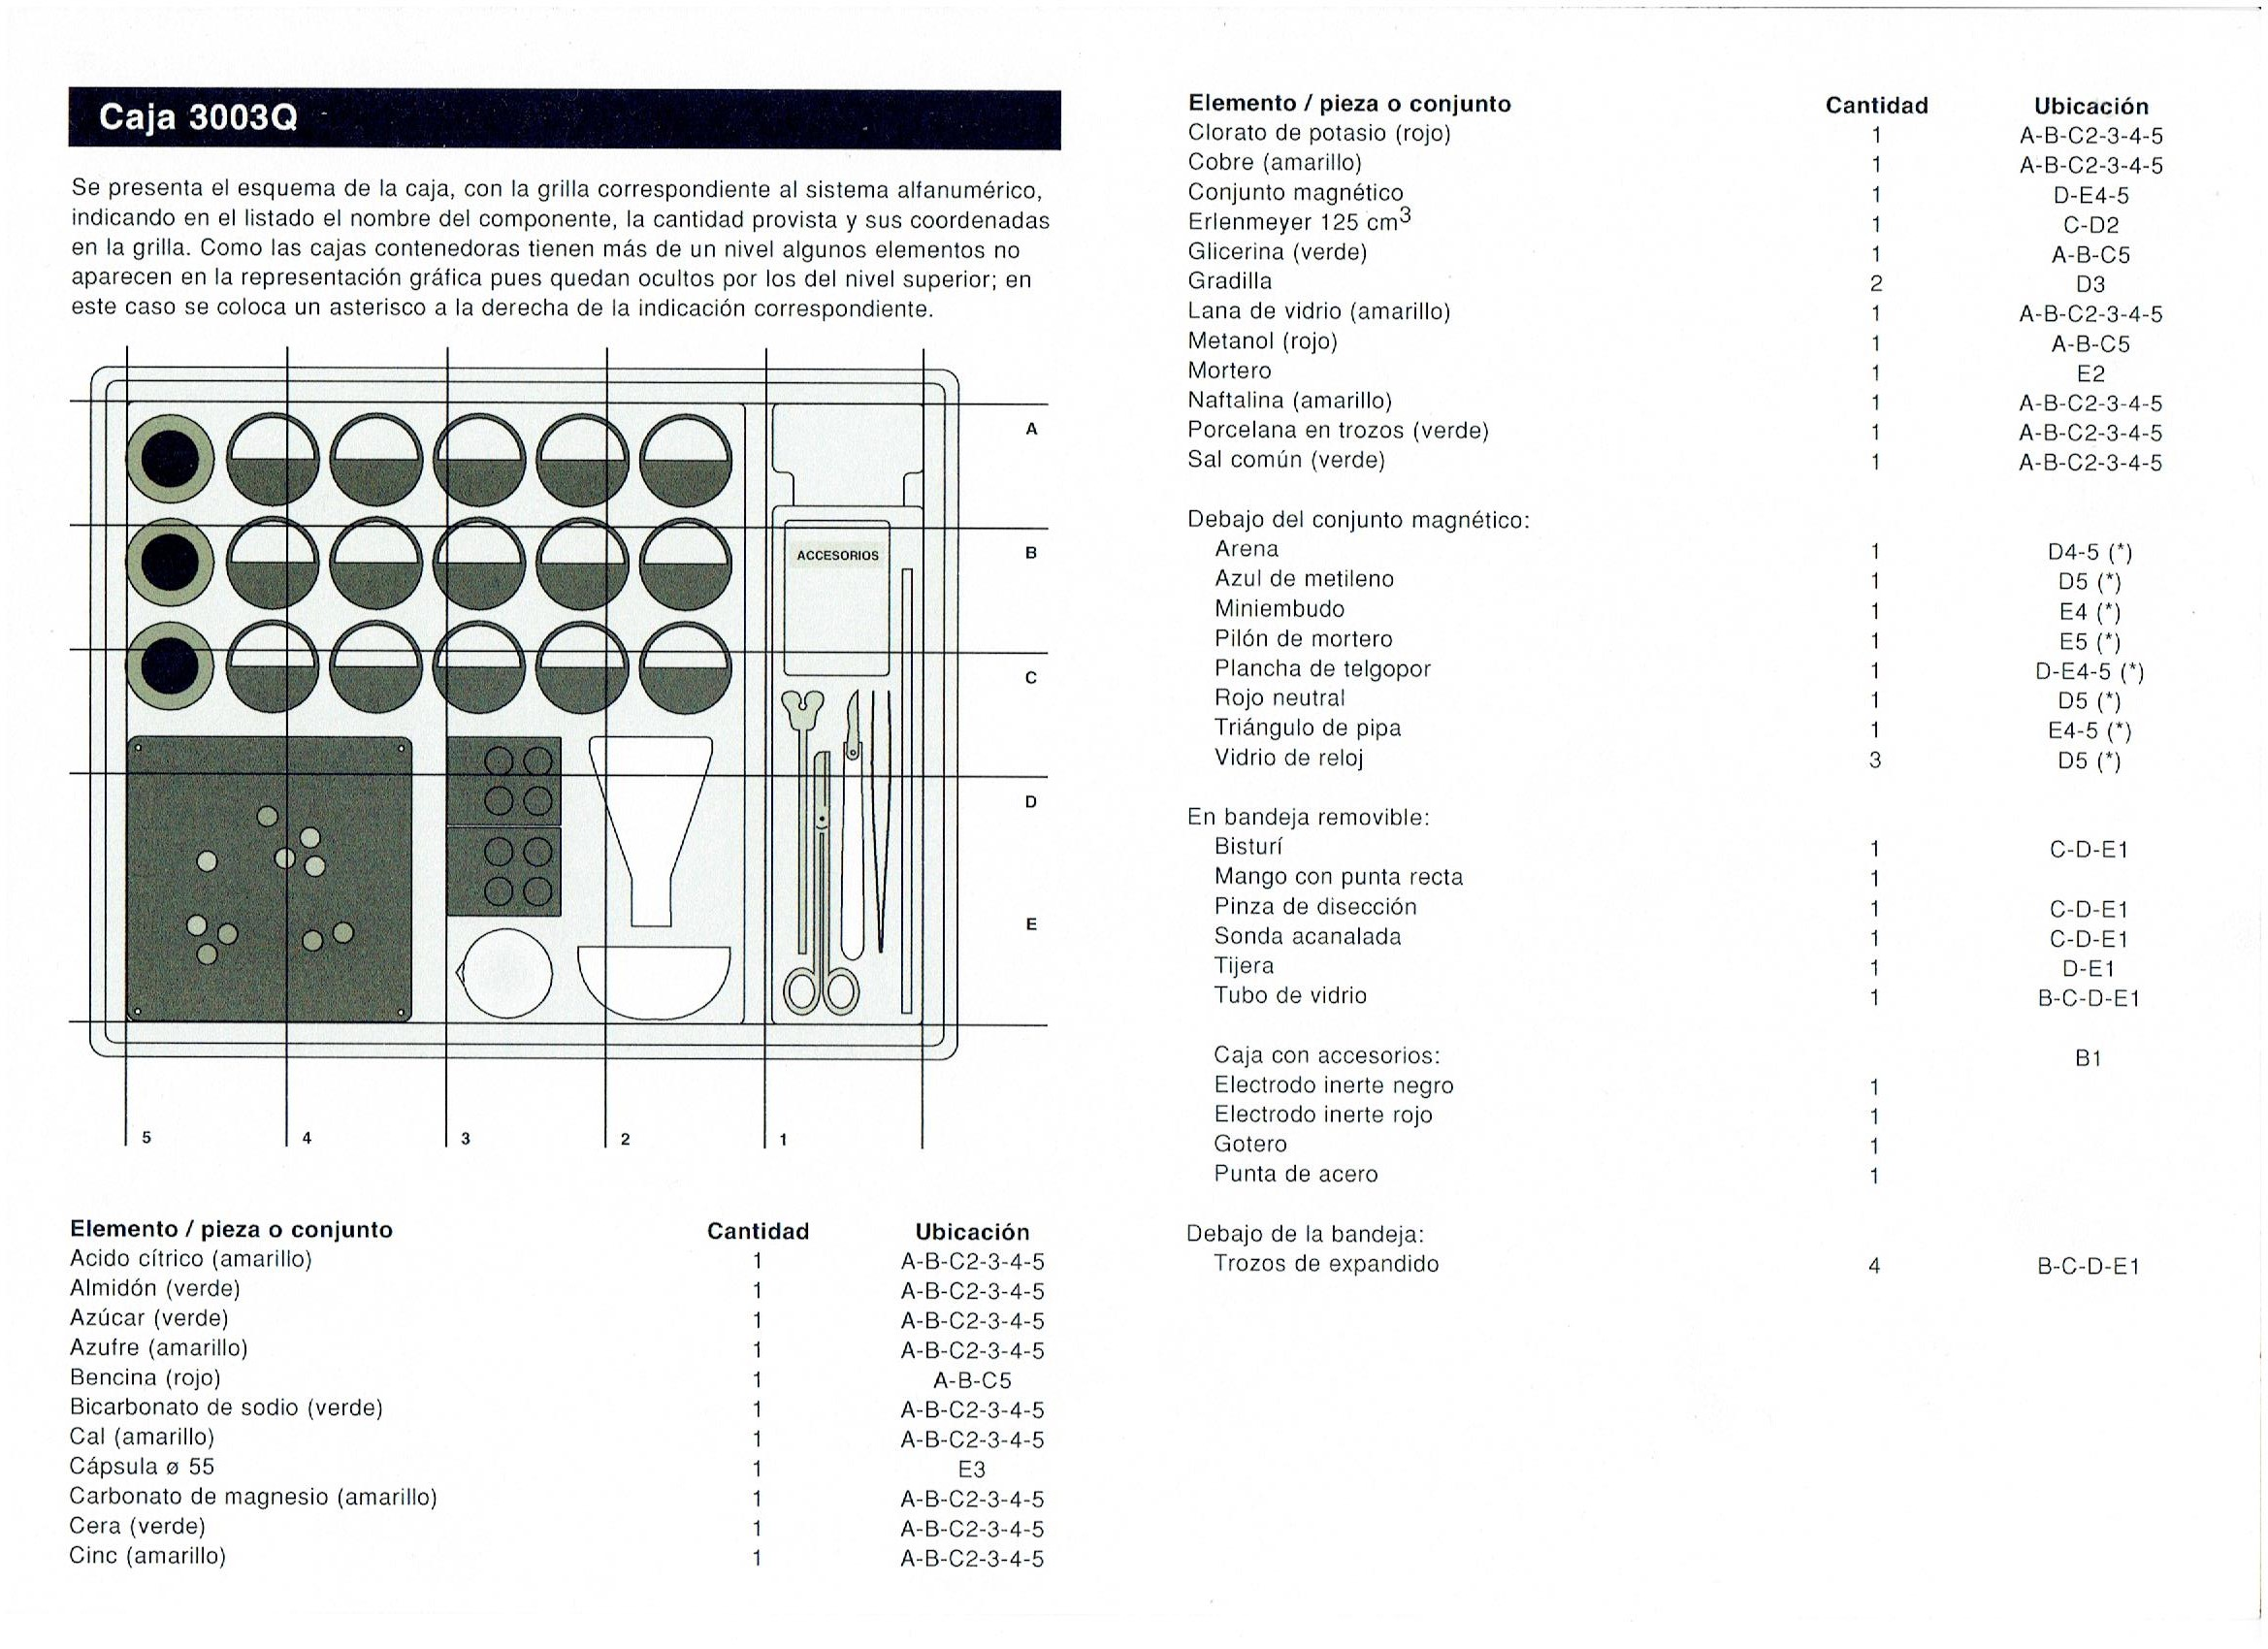 Caja 3003Q
Se presenta el esquema de la caja, con la grilla correspondiente al sistema alfanumérico,
indicando en el listado el nombre del componente, la cantidad provista y sus coordenadas
en la grilla. Como las cajas contenedoras tienen más de un nivel algunos elementos no
aparecen en la representación gráfica pues quedan ocultos por los del nivel superior; en
este caso se coloca un asterisco a la derecha de la indicación correspondiente.
A
B
ACCESORIOS
C
D
E
5 4 3 2 1
Elemento / pieza o conjunto Cantidad Ubicación
Acido cítrico (amarillo) 1 A-B-C2-3-4-5
Almidón (verde) 1 A-B-C2-3-4-5
Azúcar (verde) 1 A-B-C2-3-4-5
Azufre (amarillo) 1 A-B-C2-3-4-5
Bencina (rojo) 1 A-B-C5
Bicarbonato de sodio (verde) 1 A-B-C2-3-4-5
Cal (amarillo) 1 A-B-C2-3-4-5
Cápsula ø 55 1 E3
Carbonato de magnesio (amarillo) 1 A-B-C2-3-4-5
Cera (verde) 1 A-B-C2-3-4-5
Cinc (amarillo) 1 A-B-C2-3-4-5
Elemento / pieza o conjunto Cantidad Ubicación
Clorato de potasio (rojo) 1 A-B-C2-3-4-5
Cobre (amarillo) 1 A-B-C2-3-4-5
Conjunto magnético 1 D-E4-5
Erlenmeyer 125 cm3 1 C-D2
Glicerina (verde) 1 A-B-C5
Gradilla 2 D3
Lana de vidrio (amarillo) 1 A-B-C2-3-4-5
Metanol (rojo) 1 A-B-C5
Mortero 1 E2
Naftalina (amarillo) 1 A-B-C2-3-4-5
Porcelana en trozos (verde) 1 A-B-C2-3-4-5
Sal común (verde) 1 A-B-C2-3-4-5
Debajo del conjunto magnético:
Arena 1 D4-5 (*)
Azul de metileno 1 D5 (*)
Miniembudo 1 E4 (*)
Pilón de mortero 1 E5 (*)
Plancha de telgopor 1 D-E4-5 (*)
Rojo neutral 1 D5 (*)
Triángulo de pipa 1 E4-5 (*)
Vidrio de reloj 3 D5 (*)
En bandeja removible:
Bisturí 1 C-D-E1
Mango con punta recta 1
Pinza de disección 1 C-D-E1
Sonda acanalada 1 C-D-E1
Tijera 1 D-E1
Tubo de vidrio 1 B-C-D-E1
Caja con accesorios: B1
Electrodo inerte negro 1
Electrodo inerte rojo 1
Gotero 1
Punta de acero 1
Debajo de la bandeja:
Trozos de expandido 4 B-C-D-E1